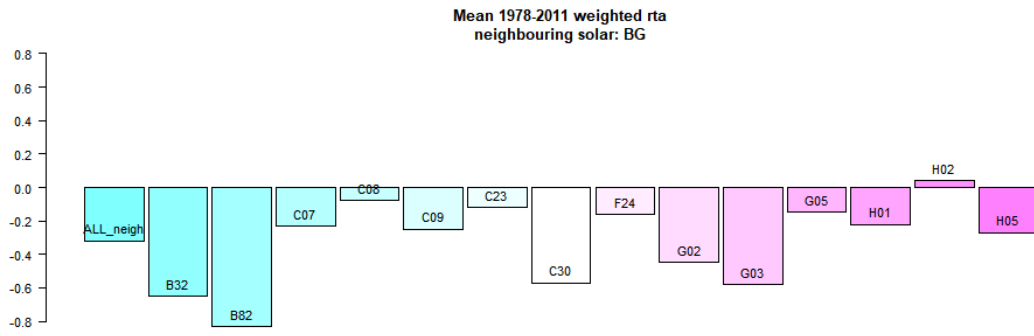 Mean 1978-2011 weighted rta
neighbouring solar: BG
0.8
0.6
0.4
0.2
0.0
-0.2
-0.4
-0.6
-0.8
ALL_neigh
B32
B82
C07
C08
C09
C23
C30
F24
G02
G03
G05
H01
H02
H05